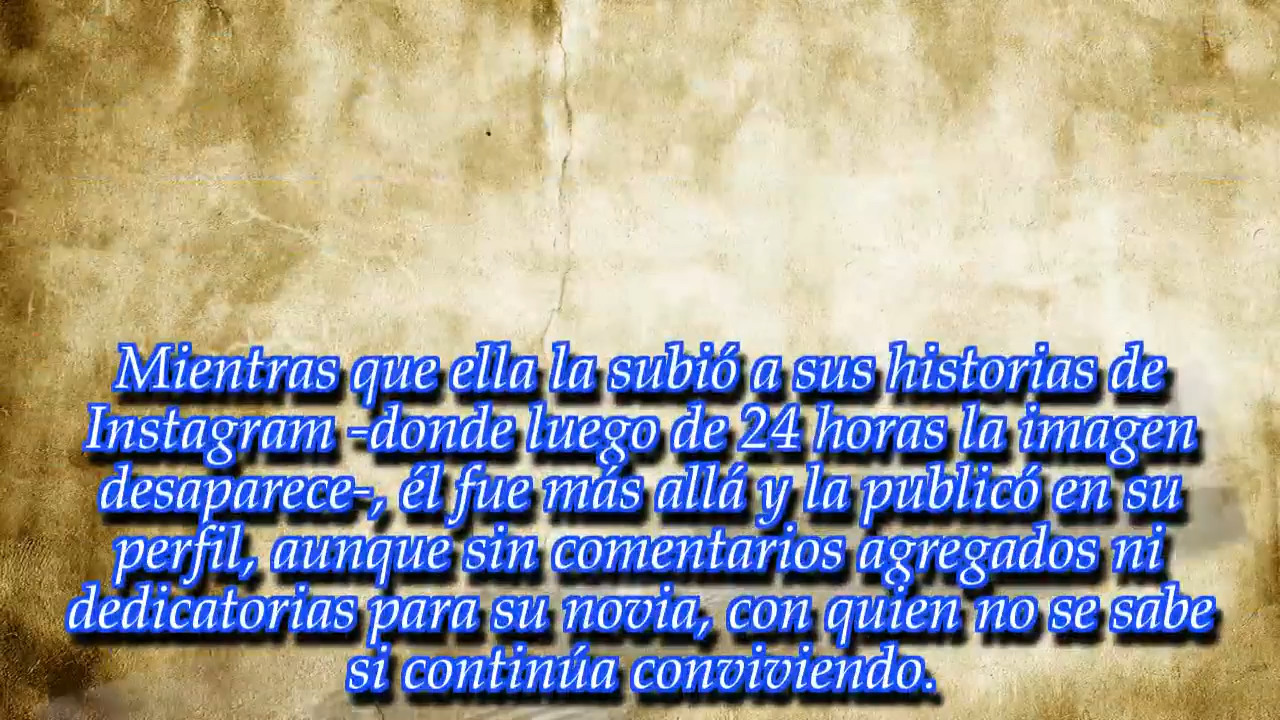 Mientras que ella la subió a sus historias de
Instagram -donde luego de 24 horas la imagen
desaparece-, él fue más allá y la publicó en su
perfil, aunque sin comentarios agregados ni
dedicatorias para su novia, con quien no se sabe
si continúa conviviendo.